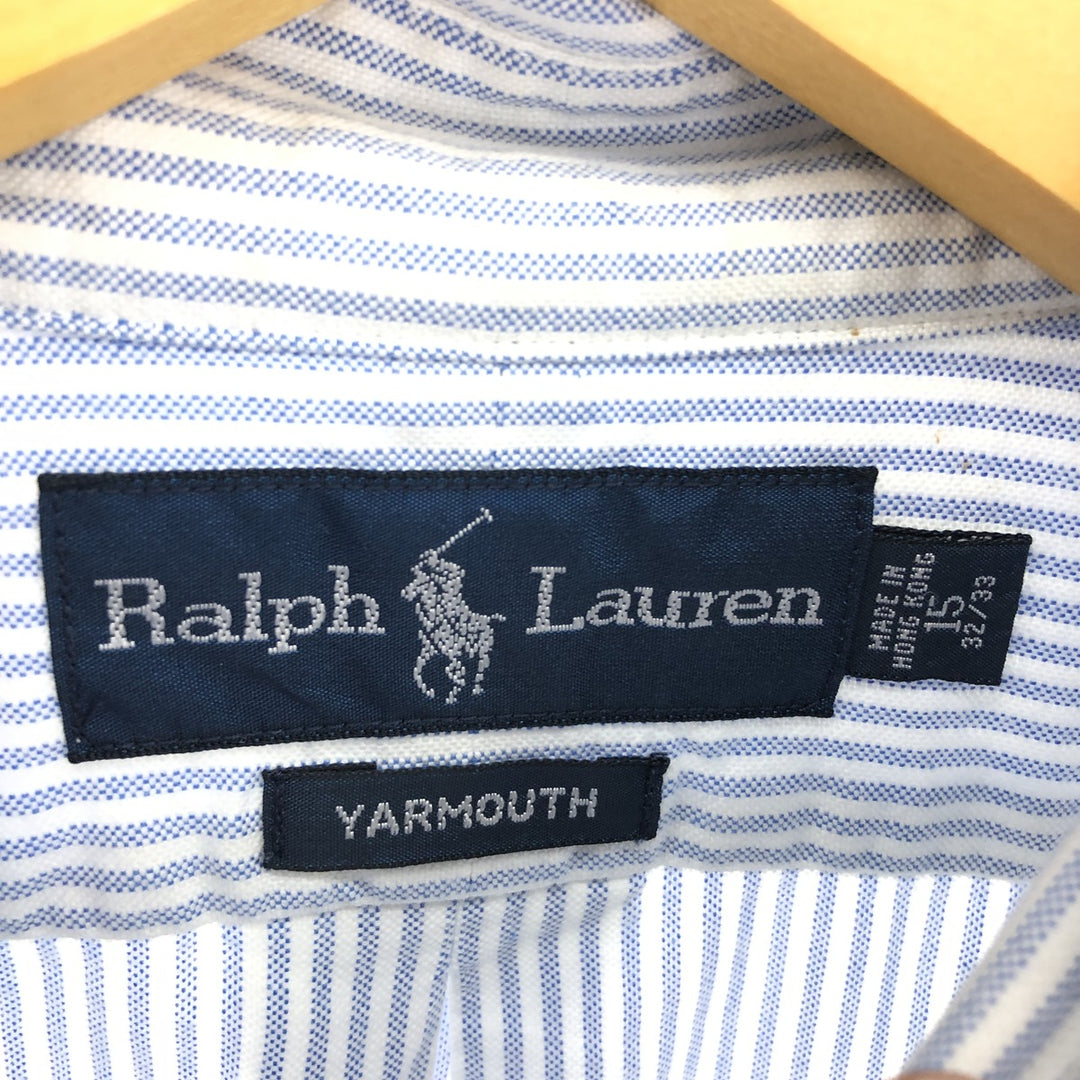 Ralph Lauren
MADE IN
HONG KONG
15
32/33
YARMOUTH